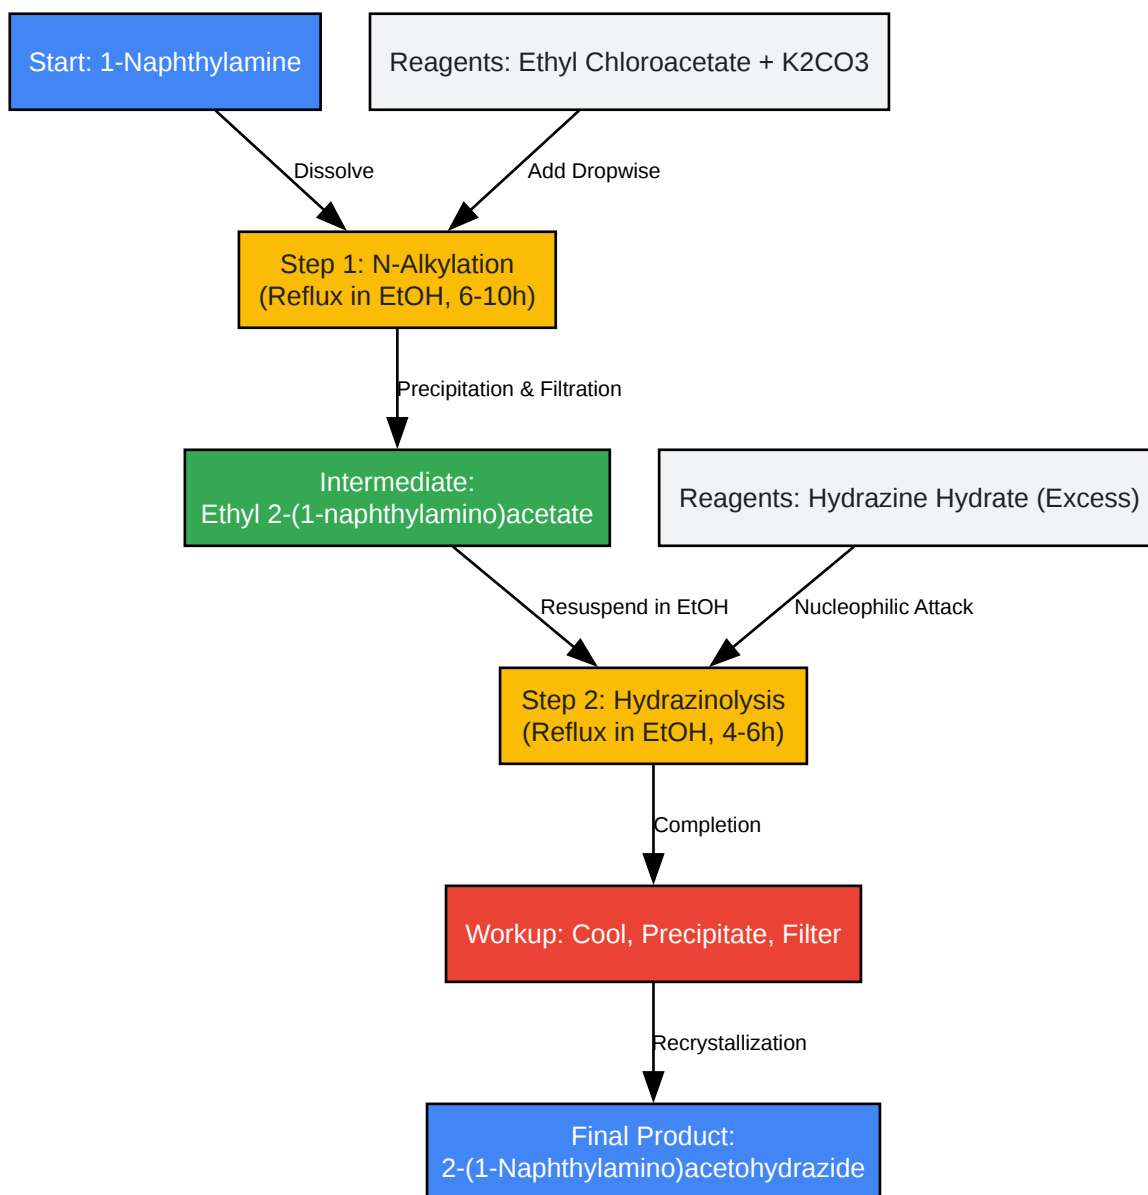 Start: 1-Naphthylamine
Reagents: Ethyl Chloroacetate + K2CO3
Dissolve
Add Dropwise
Step 1: N-Alkylation
(Reflux in EtOH, 6-10h)
Precipitation & Filtration
Intermediate:
Ethyl 2-(1-naphthylamino)acetate
Reagents: Hydrazine Hydrate (Excess)
Resuspend in EtOH
Nucleophilic Attack
Step 2: Hydrazinolysis
(Reflux in EtOH, 4-6h)
Completion
Workup: Cool, Precipitate, Filter
Recrystallization
Final Product:
2-(1-Naphthylamino)acetohydrazide